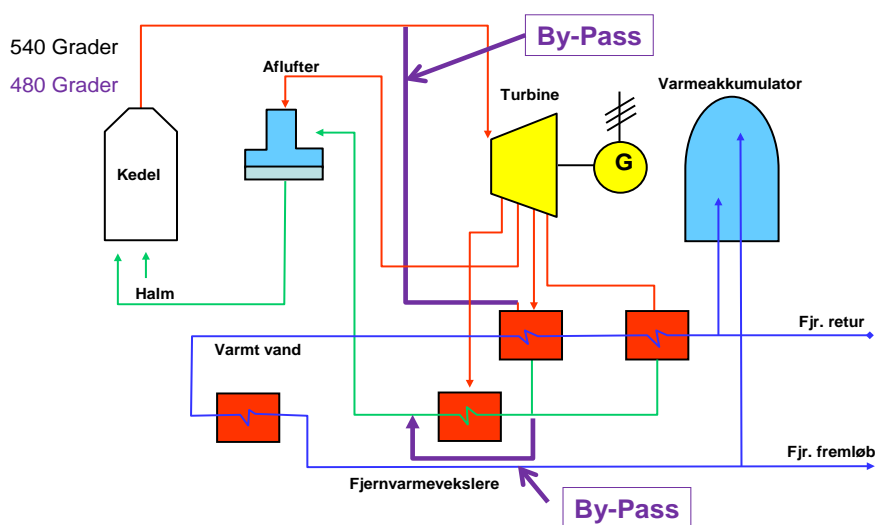 By-Pass
540 Grader
480 Grader
Aflufter
Turbine
Varmeakkumulator
Kedel
G
Halm
Fjr. retur
Varmt vand
Fjr. fremløb
Fjernvarmevekslere
By-Pass